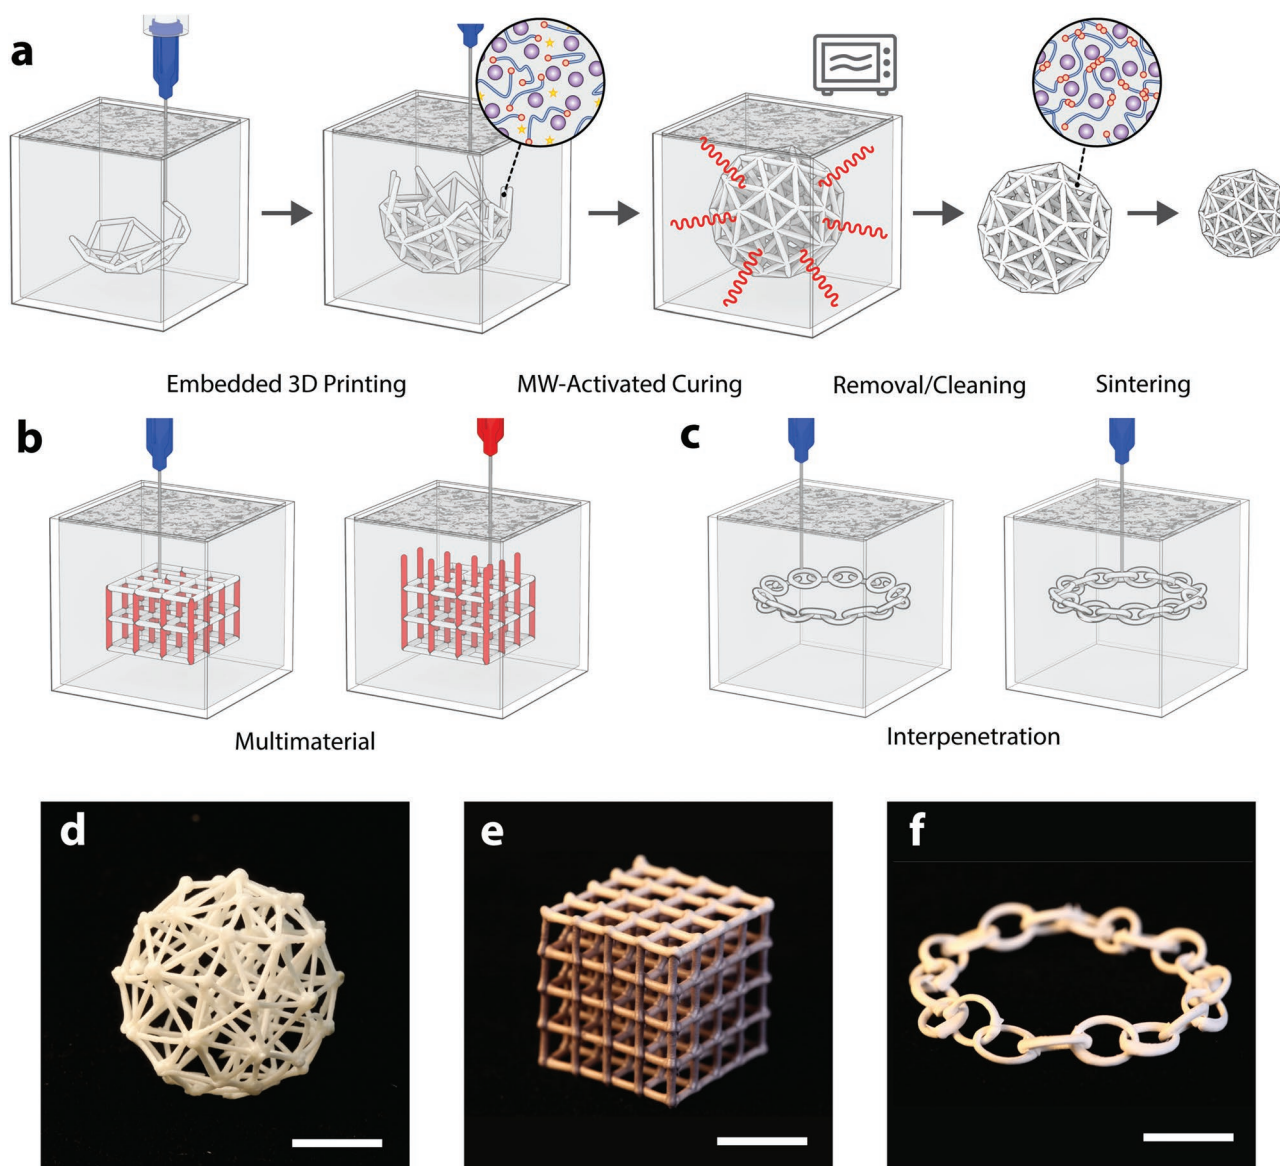 a
Embedded 3D Printing
MW-Activated Curing
Removal/Cleaning
Sintering
b
c
Multimaterial
Interpenetration
d
e
f